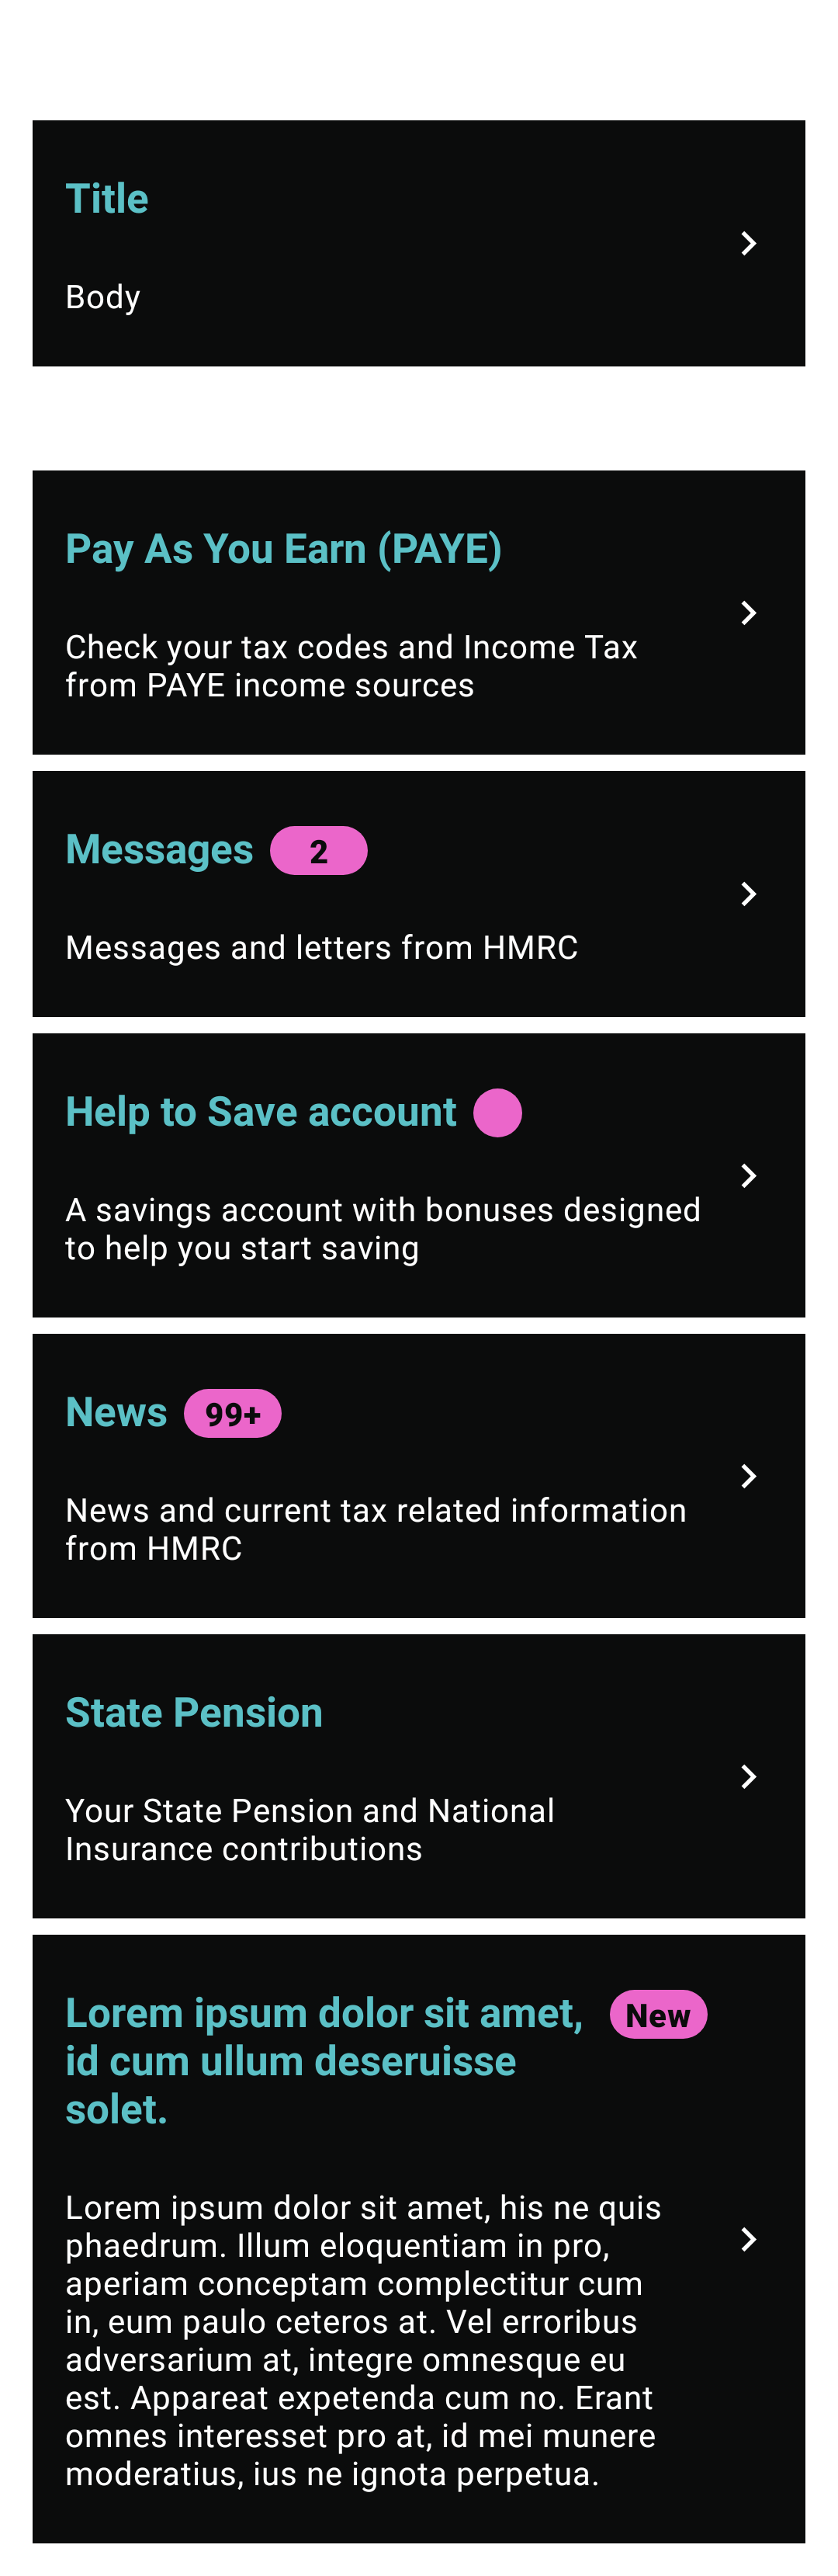 Title
Body
Pay As You Earn (PAYE)
Check your tax codes and Income Tax
from PAYE income sources
Messages 2
Messages and letters from HMRC
Help to Save account
A savings account with bonuses designed
to help you start saving
News 99+
News and current tax related information
from HMRC
State Pension
Your State Pension and National
Insurance contributions
Lorem ipsum dolor sit amet, New
id cum ullum deseruisse
solet.
Lorem ipsum dolor sit amet, his ne quis
phaedrum. Illum eloquentiam in pro,
aperiam conceptam complectitur cum
in, eum paulo ceteros at. Vel erroribus
adversarium at, integre omnesque eu
est. Appareat expetenda cum no. Erant
omnes interesset pro at, id mei munere
moderatius, ius ne ignota perpetua.